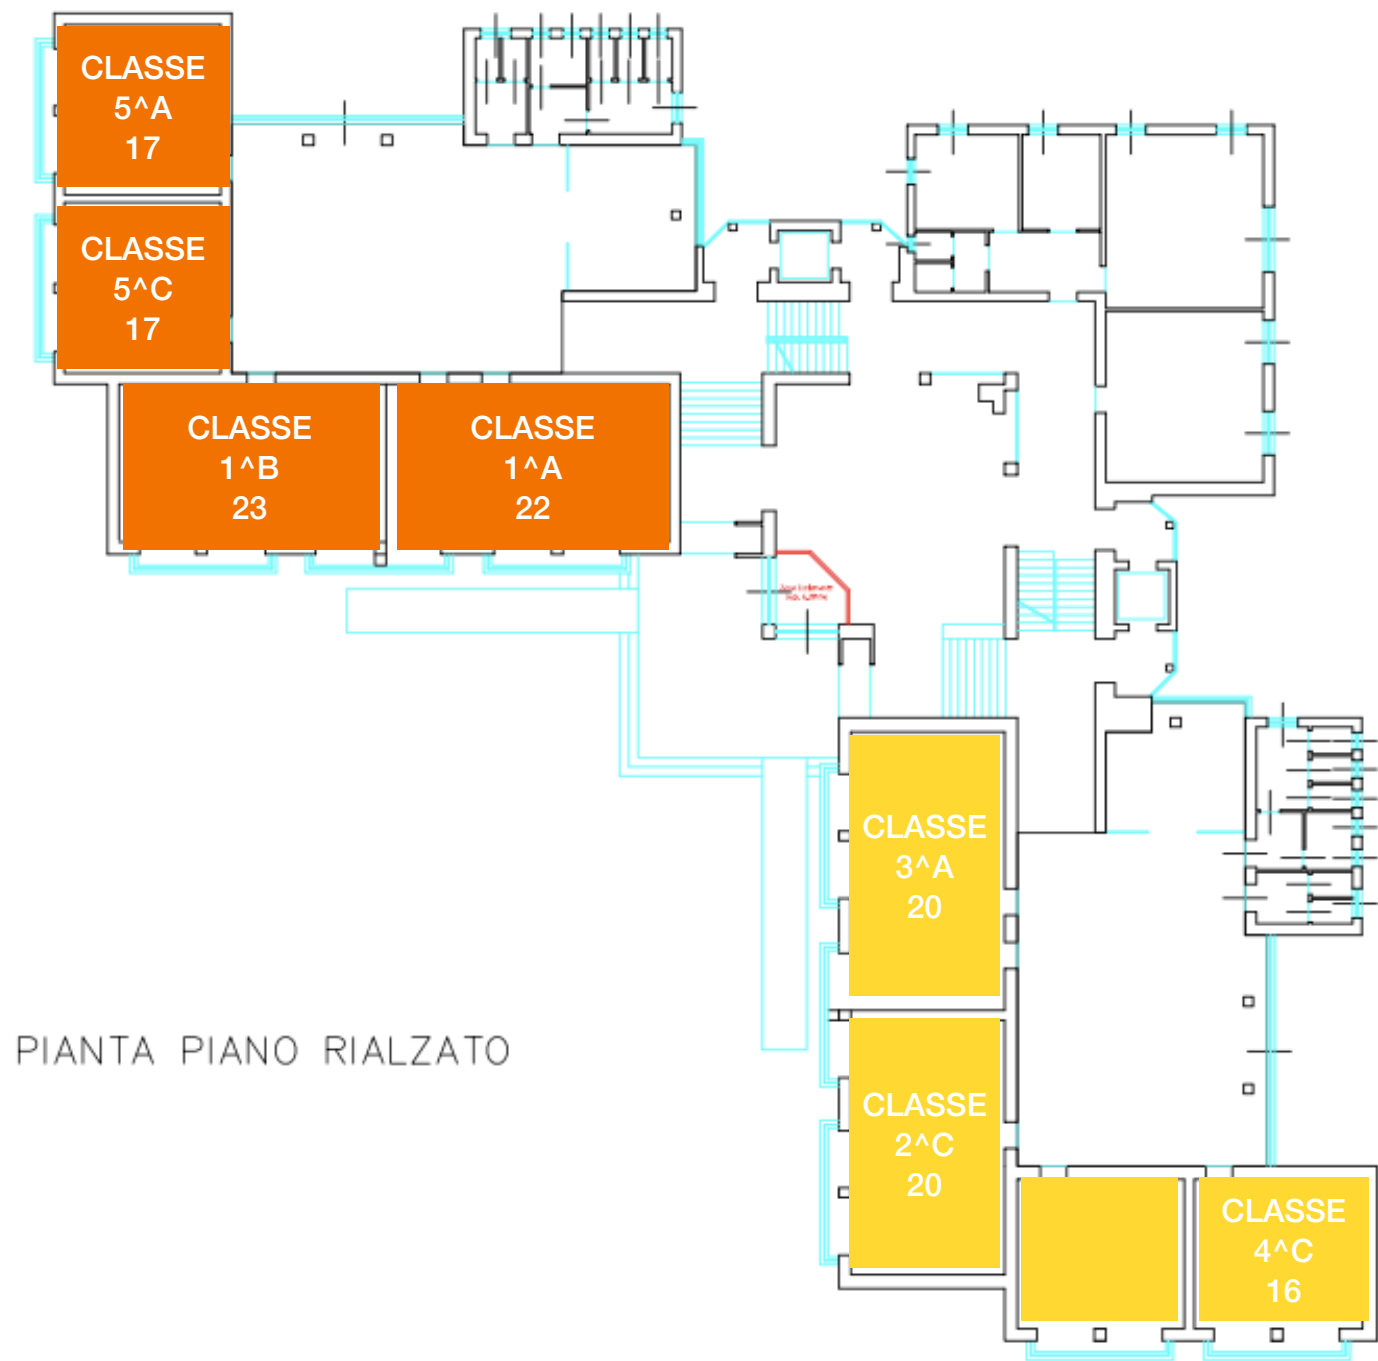 CLASSE
5^A
17
CLASSE
5^C
17
CLASSE
1^B
23
CLASSE
1^A
22
CLASSE
3^A
20
PIANTA PIANO RIALZATO
CLASSE
2^C
20
CLASSE
4^C
16